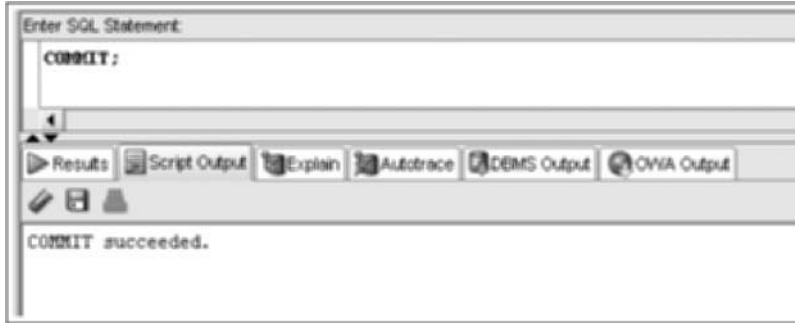 Enter SQL Statement:
COMMIT;
Results Script Output Explain Autotrace DBMS Output OWA Output
COMMIT succeeded.